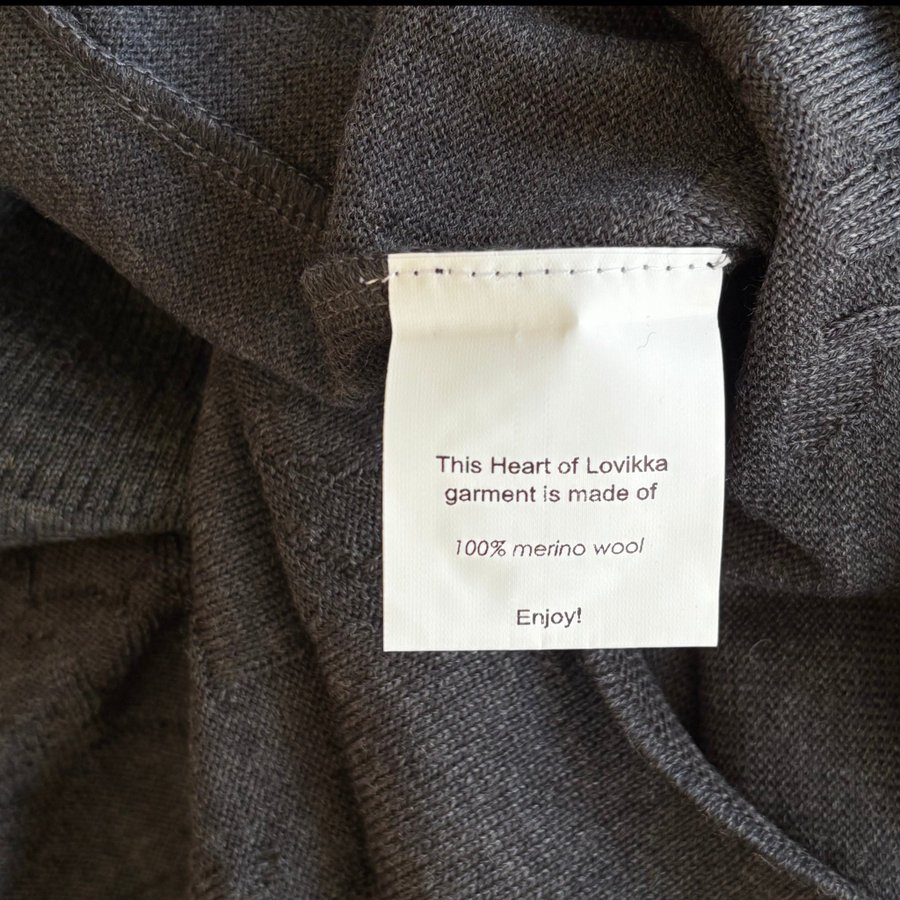 This Heart of Lovikka
garment is made of
100% merino wool
Enjoy!